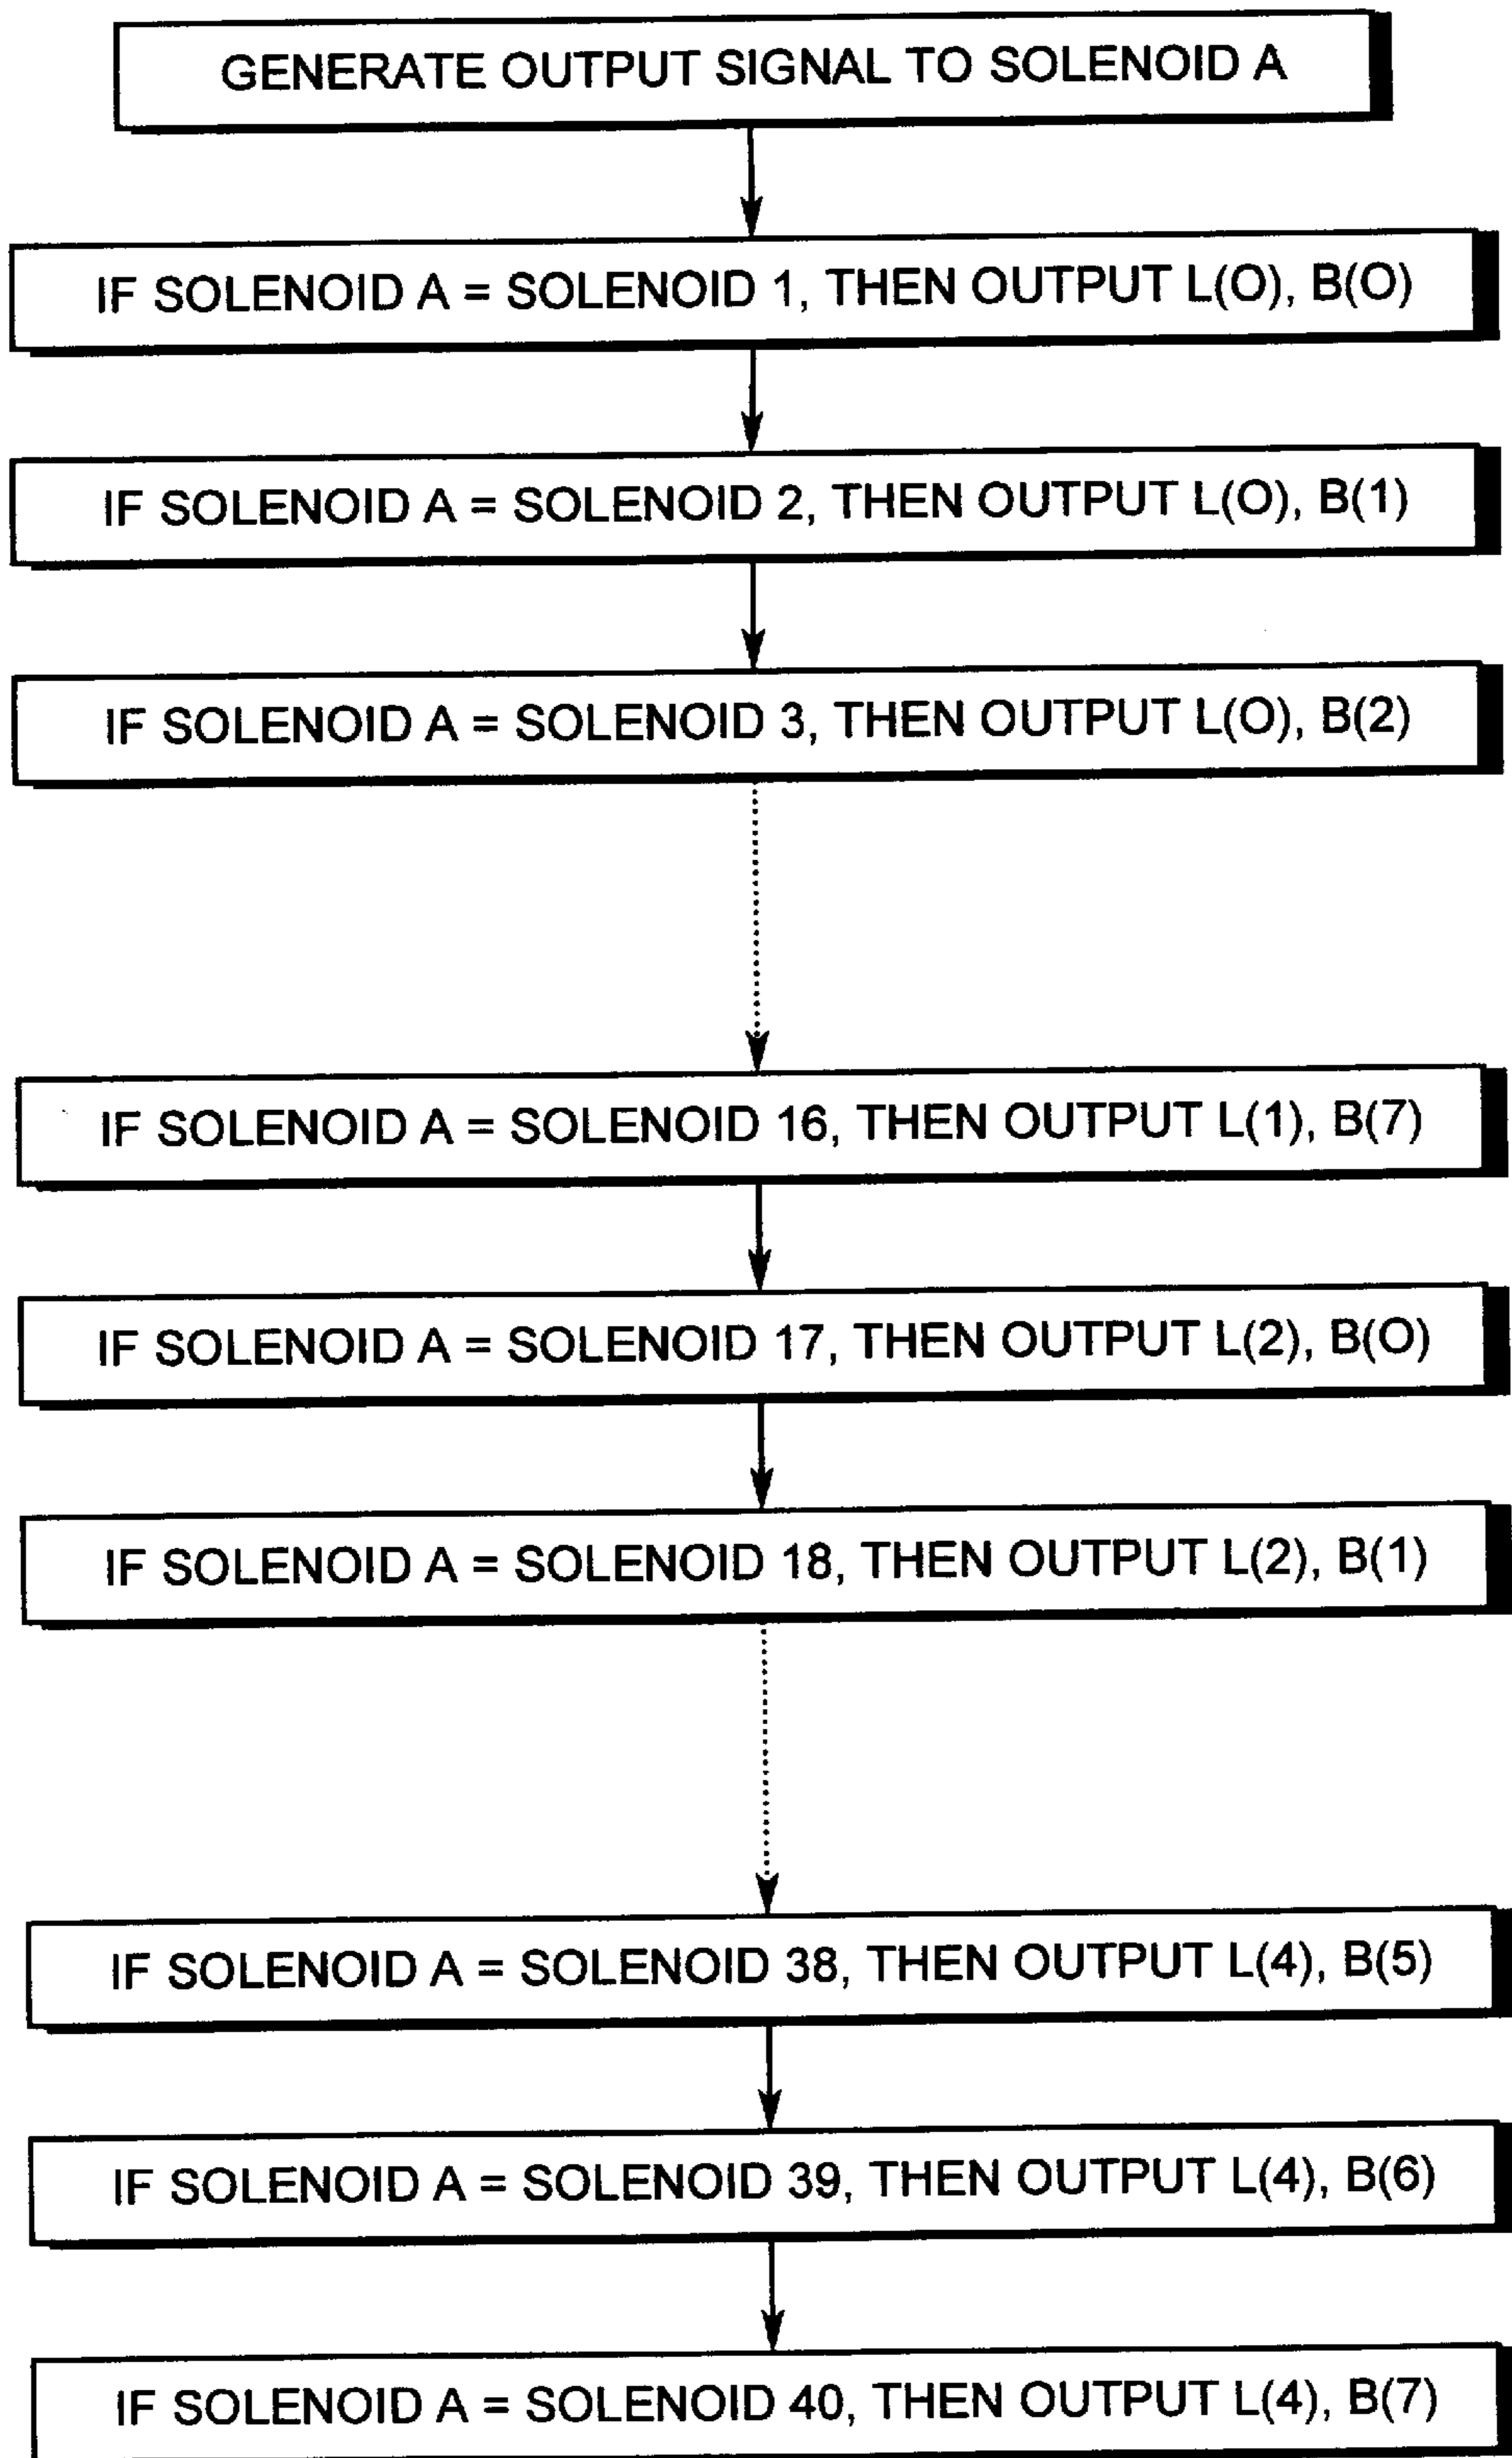 GENERATE OUTPUT SIGNAL TO SOLENOID A
IF SOLENOID A = SOLENOID 1, THEN OUTPUT L(O), B(O)
IF SOLENOID A = SOLENOID 2, THEN OUTPUT L(O), B(1)
IF SOLENOID A = SOLENOID 3, THEN OUTPUT L(O), B(2)
IF SOLENOID A = SOLENOID 16, THEN OUTPUT L(1), B(7)
IF SOLENOID A = SOLENOID 17, THEN OUTPUT L(2), B(O)
IF SOLENOID A = SOLENOID 18, THEN OUTPUT L(2), B(1)
IF SOLENOID A = SOLENOID 38, THEN OUTPUT L(4), B(5)
IF SOLENOID A = SOLENOID 39, THEN OUTPUT L(4), B(6)
IF SOLENOID A = SOLENOID 40, THEN OUTPUT L(4), B(7)